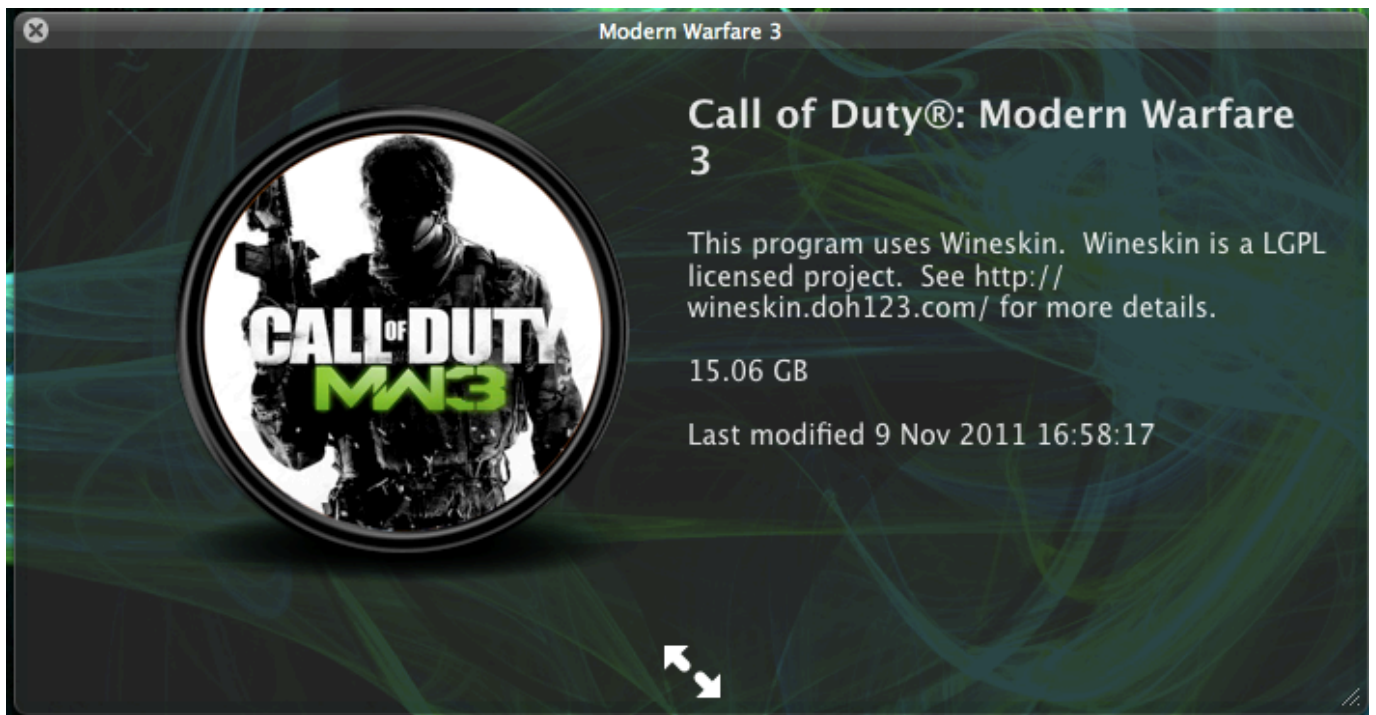 Modern Warfare 3
CALL OF DUTY
MW3
Call of Duty®: Modern Warfare
3
This program uses Wineskin.  Wineskin is a LGPL
licensed project.  See http://
wineskin.doh123.com/ for more details.
15.06 GB
Last modified 9 Nov 2011 16:58:17